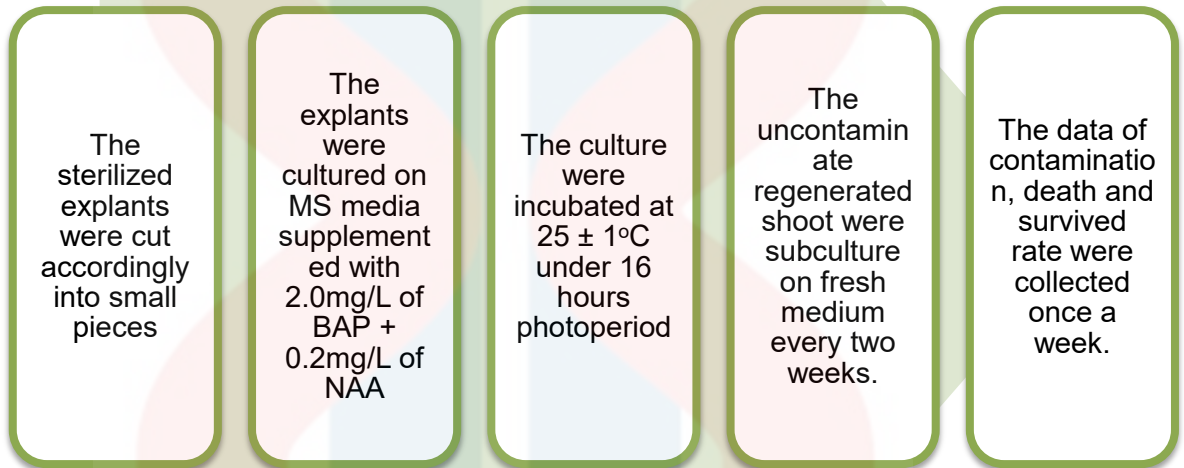 The
sterilized
explants
were cut
accordingly
into small
pieces
The
explants
were
cultured on
MS media
supplement
ed with
2.0mg/L of
BAP +
0.2mg/L of
NAA
The culture
were
incubated at
25 ± 1ºC
under 16
hours
photoperiod
The
uncontamin
ate
regenerated
shoot were
subculture
on fresh
medium
every two
weeks.
The data of
contaminatio
n, death and
survived
rate were
collected
once a
week.